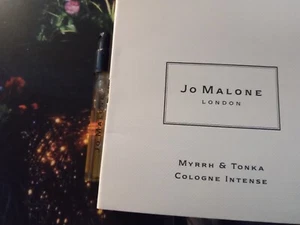 JO MALONE
LONDON
MYRRH & TONKA
COLOGNE INTENSE